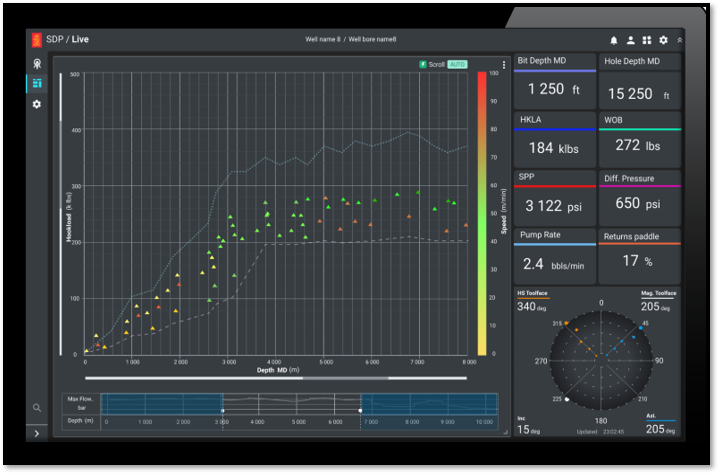 SDP / Live
Well name 8 / Well bore name8
Scroll AUTO
500
400
300
200
100
0
Hookload (k lbs)
0 1 000 2 000 3 000 4 000 5 000 6 000 7 000 8 000
Depth MD (m)
100
90
80
70
60
50
40
30
20
10
0
Speed (m/min)
Max Flow..
bar
Depth (m)
0 1 000 2 000 3 000 4 000 5 000 6 000 7 000 8 000 9 000 10 000
Bit Depth MD
1 250 ft
Hole Depth MD
15 250 ft
HKLA
184 klbs
WOB
272 lbs
SPP
3 122 psi
Diff. Pressure
650 psi
Pump Rate
2.4 bbls/min
Returns paddle
17 %
HS Toolface
340 deg
Mag. Toolface
205 deg
0
315
45
270
90
225
210
180
Inc
15 deg
Updated 23:02:45
Azi.
205 deg